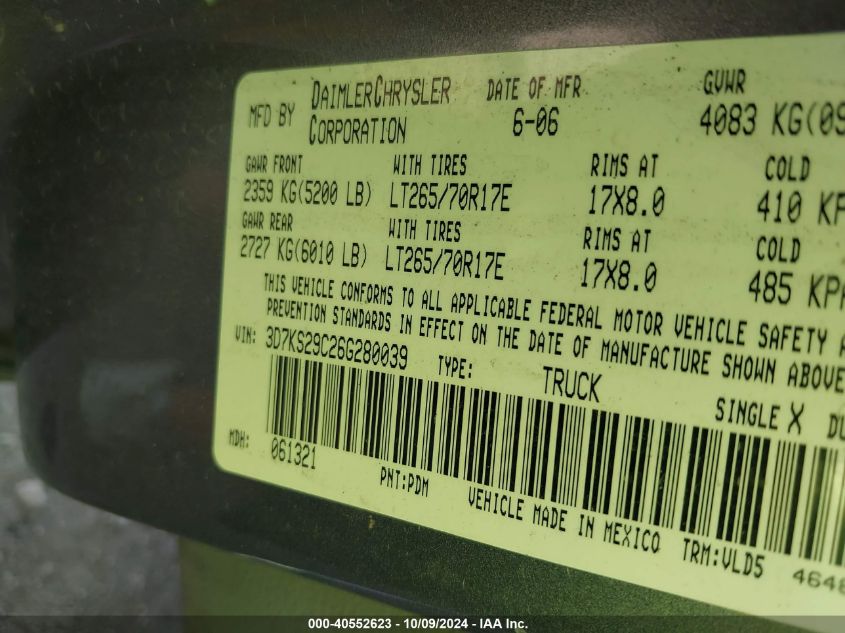 MFD BY DAIMLERCHRYSLER CORPORATION
DATE OF MFR 6-06
GVWR 4083 KG(09
GAWR FRONT WITH TIRES RIMS AT COLD
2359 KG(5200 LB) LT265/70R17E 17X8.0 410 KP
GAWR REAR WITH TIRES RIMS AT COLD
2727 KG(6010 LB) LT265/70R17E 17X8.0 485 KPA
THIS VEHICLE CONFORMS TO ALL APPLICABLE FEDERAL MOTOR VEHICLE SAFETY A
PREVENTION STANDARDS IN EFFECT ON THE DATE OF MANUFACTURE SHOWN ABOVE
VIN: 3D7KS29C26G280039 TYPE: TRUCK
SINGLE X DU
MDH: 061321
PNT:PDM VEHICLE MADE IN MEXICO TRM:VLD5 4648
000-40552623 - 10/09/2024 - IAA Inc.